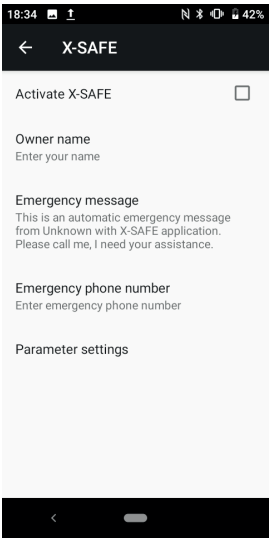 18:34 42%
X-SAFE
Activate X-SAFE
Owner name
Enter your name
Emergency message
This is an automatic emergency message
from Unknown with X-SAFE application.
Please call me, I need your assistance.
Emergency phone number
Enter emergency phone number
Parameter settings